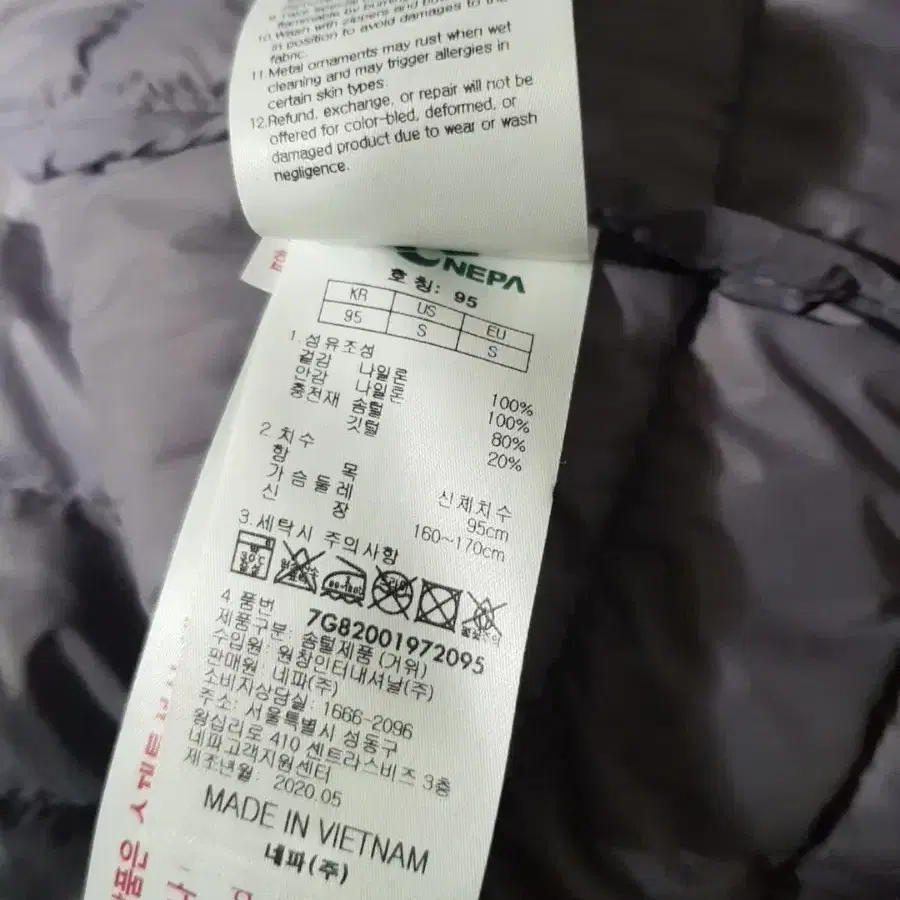 flammable by
10.Wash with zippers and
in position to avoid damages to the
fabric.
11.Metal ornaments may rust when wet
cleaning and may trigger allergies in
certain skin types.
12.Refund, exchange, or repair will not be
offered for color-bled, deformed, or
damaged product due to wear or wash
negligence.
NEPA
호 칭: 95
KR US EU
95 S S
1.섬유조성
겉감 나일론 100%
안감 나일론 100%
충전재 솜털 80%
깃털 20%
2.치수
항 목 신체치수
가슴둘레 95cm
신 장 160~170cm
3.세탁시 주의사항
4.품번 7G82001972095
제품구분: 솜털제품(거위)
수입원: 원창인터내셔널(주)
판매원: 네파(주)
소비자상담실: 1666-2096
주소: 서울특별시 성동구
왕십리로 410 센트라스비즈 3층
네파고객지원센터
제조년월: 2020.05
MADE IN VIETNAM
네파(주)